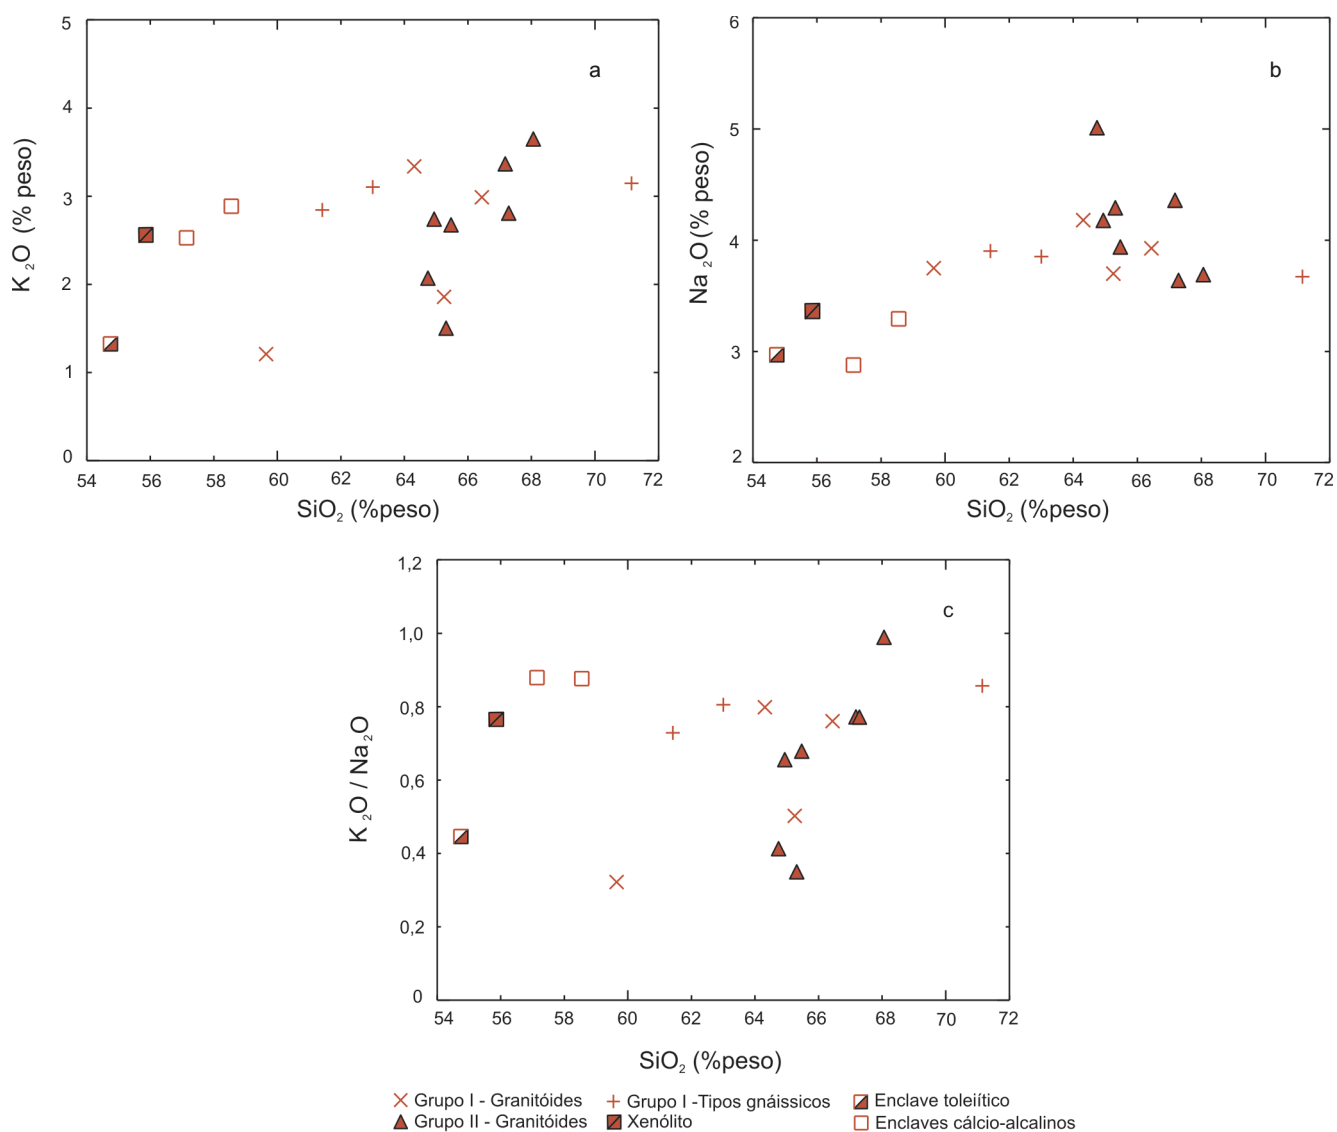 a
5
4
3
2
1
0
K₂O (% peso)
54 56 58 60 62 64 66 68 70 72
SiO₂ (%peso)
b
6
5
4
3
2
Na₂O(% peso)
54 56 58 60 62 64 66 68 70 72
SiO₂ (%peso)
c
1,2
1,0
0,8
0,6
0,4
0,2
0
K₂O / Na₂O
54 56 58 60 62 64 66 68 70 72
SiO₂ (%peso)
Grupo I - Granitóides
Grupo I -Tipos gnáissicos
Enclave toleiítico
Grupo II - Granitóides
Xenólito
Enclaves cálcio-alcalinos